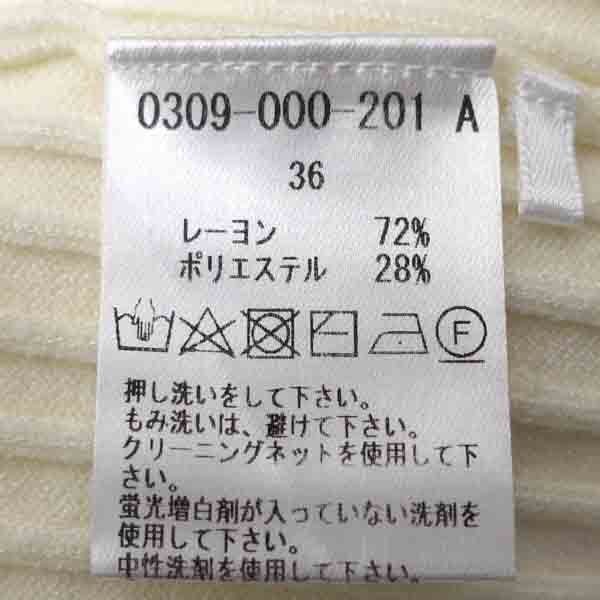 0309-000-201 A
36
レーヨン 72%
ポリエステル 28%
F
押し洗いをして下さい。
もみ洗いは、避けて下さい。
クリーニングネットを使用して下
さい。
蛍光増白剤が入っていない洗剤を
使用して下さい。
中性洗剤を使用して下さい。